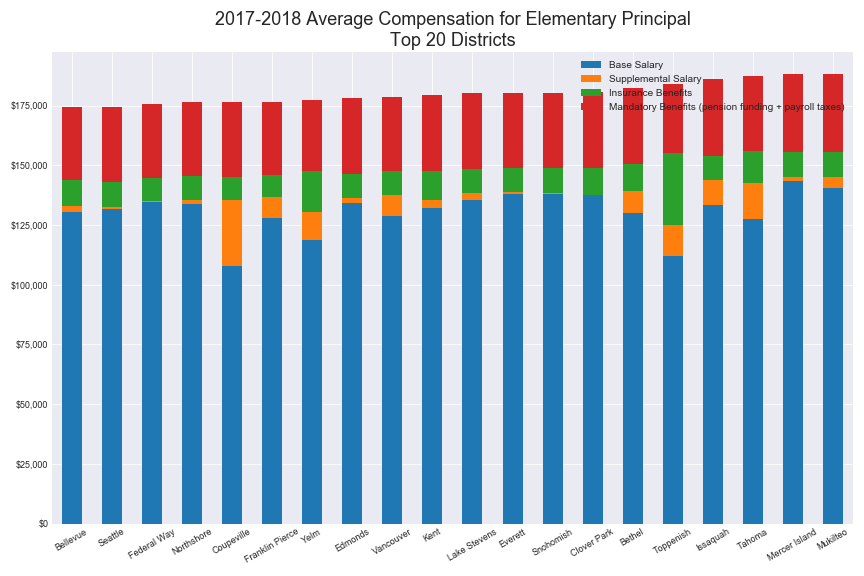 2017-2018 Average Compensation for Elementary Principal
Top 20 Districts
Base Salary
Supplemental Salary
Insurance Benefits
Mandatory Benefits (pension funding + payroll taxes)
$175,000
$150,000
$125,000
$100,000
$75,000
$50,000
$25,000
$0
Bellevue
Seattle
Federal Way
Northshore
Coupeville
Franklin Pierce
Yelm
Edmonds
Vancouver
Kent
Lake Stevens
Everett
Snohomish
Clover Park
Bethel
Toppenish
Issaquah
Tahoma
Mercer Island
Mukilteo